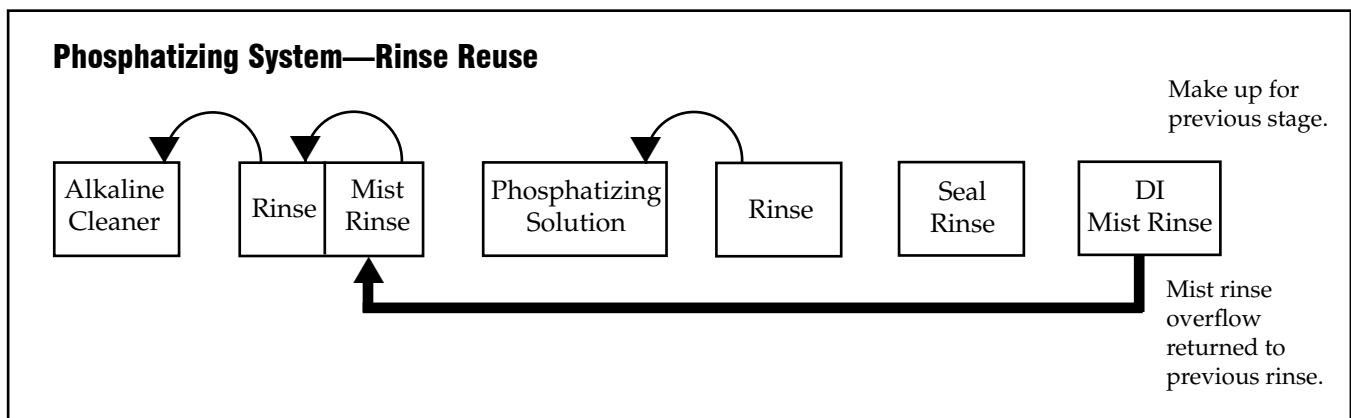 Phosphatizing System—Rinse Reuse
Make up for
previous stage.
Alkaline
Cleaner
Rinse
Mist
Rinse
Phosphatizing
Solution
Rinse
Seal
Rinse
DI
Mist Rinse
Mist rinse
overflow
returned to
previous rinse.